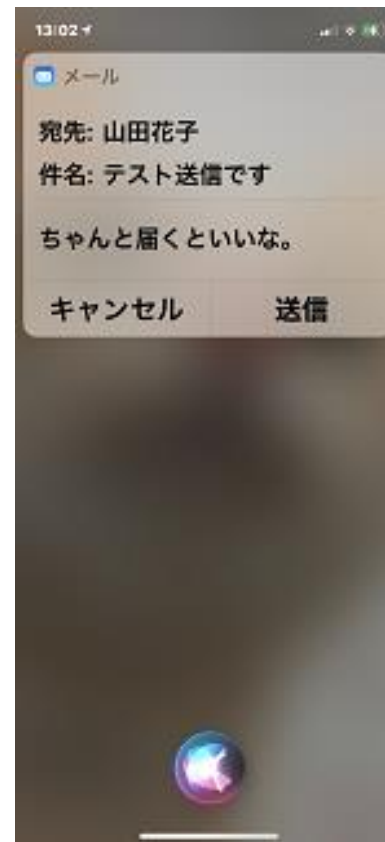 13:02
メール
宛先: 山田花子
件名: テスト送信です
ちゃんと届くといいな。
キャンセル
送信